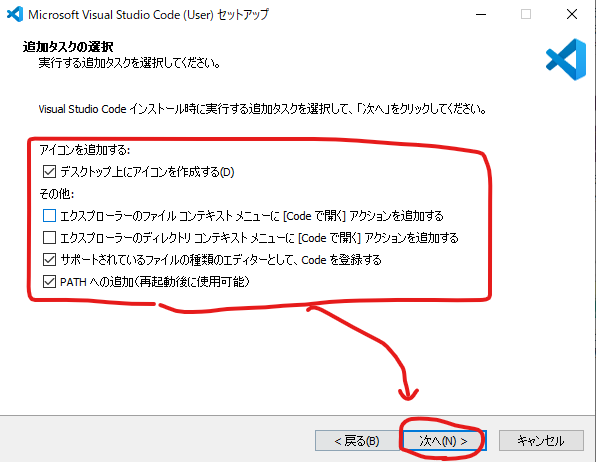 Microsoft Visual Studio Code (User) セットアップ
追加タスクの選択
実行する追加タスクを選択してください。
Visual Studio Code インストール時に実行する追加タスクを選択して、「次へ」をクリックしてください。
アイコンを追加する:
デスクトップ上にアイコンを作成する(D)
その他:
エクスプローラーのファイル コンテキスト メニューに [Code で開く] アクションを追加する
エクスプローラーのディレクトリ コンテキスト メニューに [Code で開く] アクションを追加する
サポートされているファイルの種類のエディターとして、Code を登録する
PATH への追加（再起動後に使用可能）
< 戻る(B) 次へ(N) > キャンセル